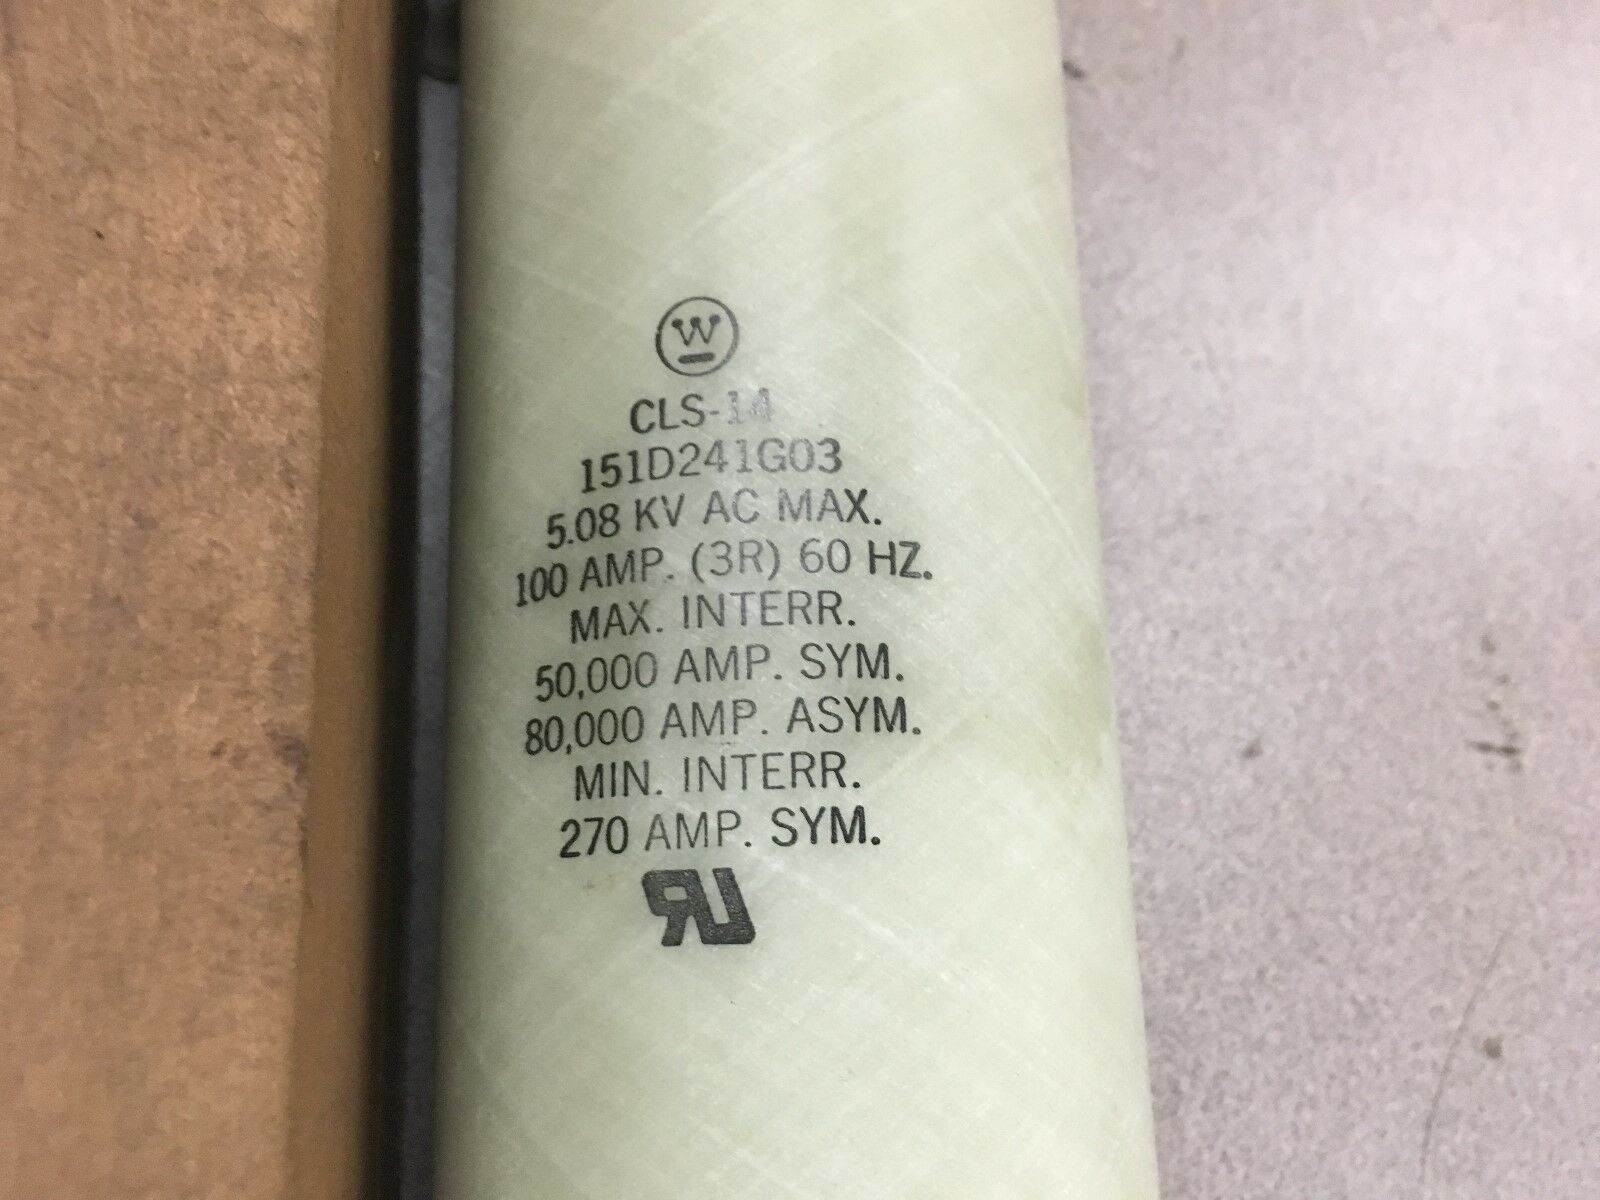 W
CLS-14
151D241G03
5.08 KV AC MAX.
100 AMP. (3R) 60 HZ.
MAX. INTERR.
50,000 AMP. SYM.
80,000 AMP. ASYM.
MIN. INTERR.
270 AMP. SYM.
UR